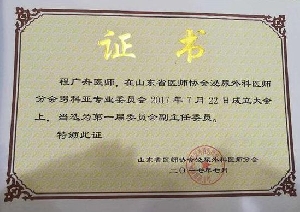 证书
程广舟医师，在山东省医师协会泌尿外科医师
分会男科亚专业委员会2017年7月22日成立大会
上，当选为第一届委员会副主任委员。
特颁此证
山东省医师协会泌尿外科医师分会
二〇一七年七月